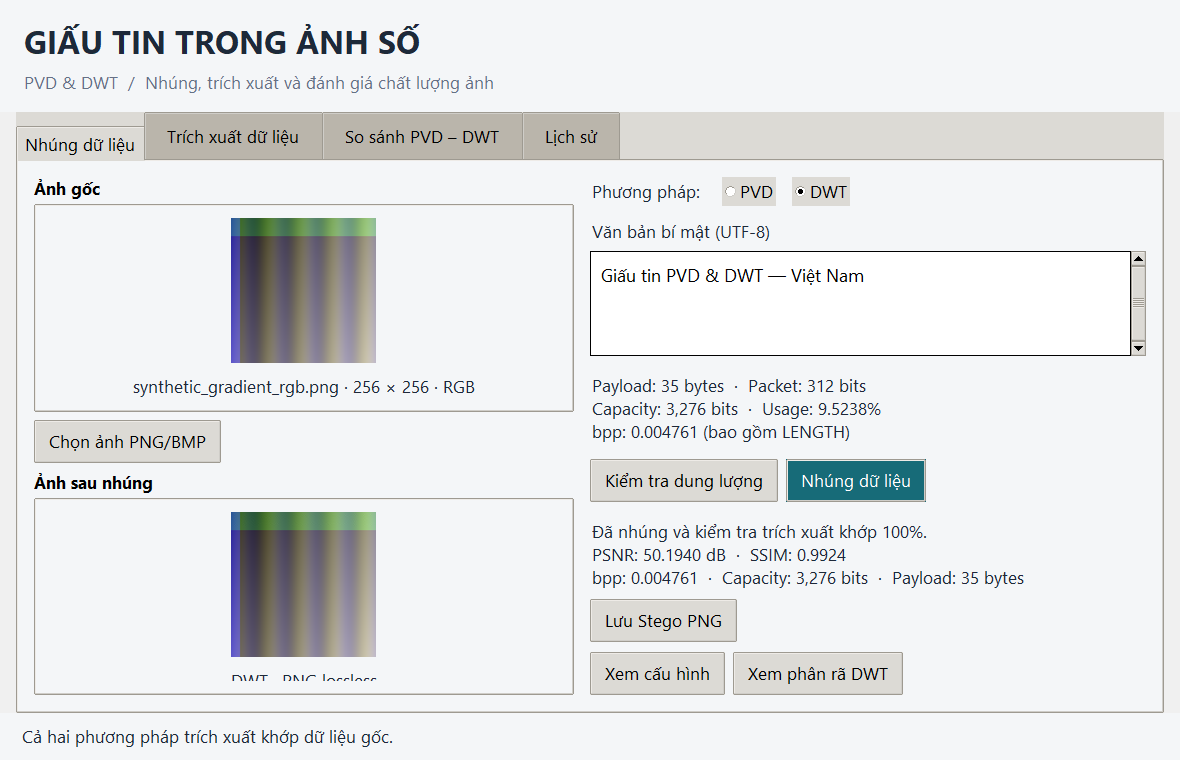 GIẤU TIN TRONG ẢNH SỐ
PVD & DWT / Nhúng, trích xuất và đánh giá chất lượng ảnh
Nhúng dữ liệu
Trích xuất dữ liệu
So sánh PVD – DWT
Lịch sử
Ảnh gốc
synthetic_gradient_rgb.png · 256 × 256 · RGB
Chọn ảnh PNG/BMP
Ảnh sau nhúng
DWT · PNG lossless
Phương pháp: PVD DWT
Văn bản bí mật (UTF-8)
Giấu tin PVD & DWT — Việt Nam
Payload: 35 bytes · Packet: 312 bits
Capacity: 3,276 bits · Usage: 9.5238%
bpp: 0.004761 (bao gồm LENGTH)
Kiểm tra dung lượng
Nhúng dữ liệu
Đã nhúng và kiểm tra trích xuất khớp 100%.
PSNR: 50.1940 dB · SSIM: 0.9924
bpp: 0.004761 · Capacity: 3,276 bits · Payload: 35 bytes
Lưu Stego PNG
Xem cấu hình
Xem phân rã DWT
Cả hai phương pháp trích xuất khớp dữ liệu gốc.